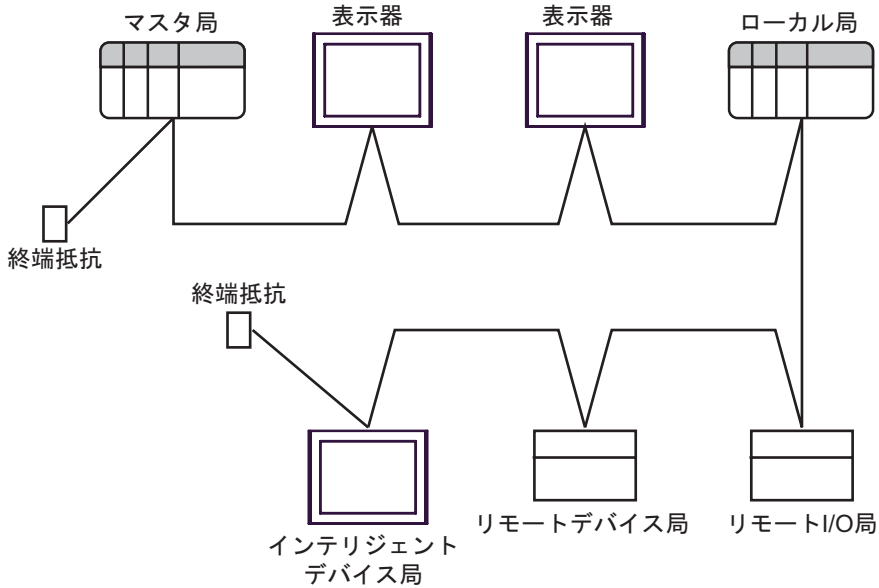 マスタ局
表示器
表示器
ローカル局
終端抵抗
終端抵抗
インテリジェント
デバイス局
リモートデバイス局
リモートI/O局